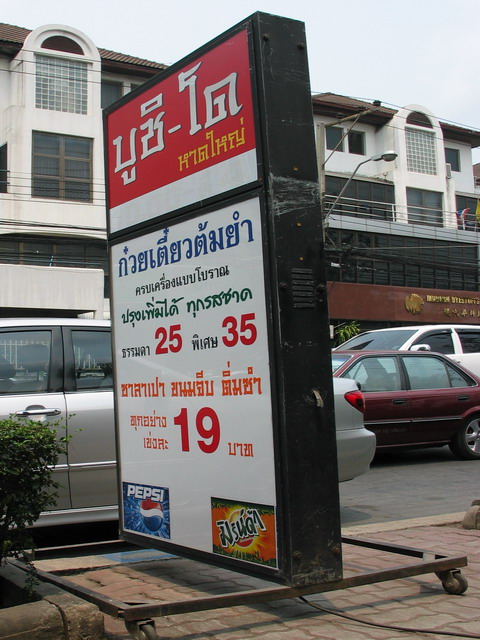 บูชิ-โด
หาดใหญ่
ก๋วยเตี๋ยวต้มยำ
ครบเครื่องแบบโบราณ
ปรุงเพิ่มได้ ทุกรสชาด
ธรรมดา 25 พิเศษ 35
ซาลาเปา ขนมจีบ ติ่มซำ
ทุกอย่าง
เข่งละ 19 บาท
PEPSI
มิรินด้า